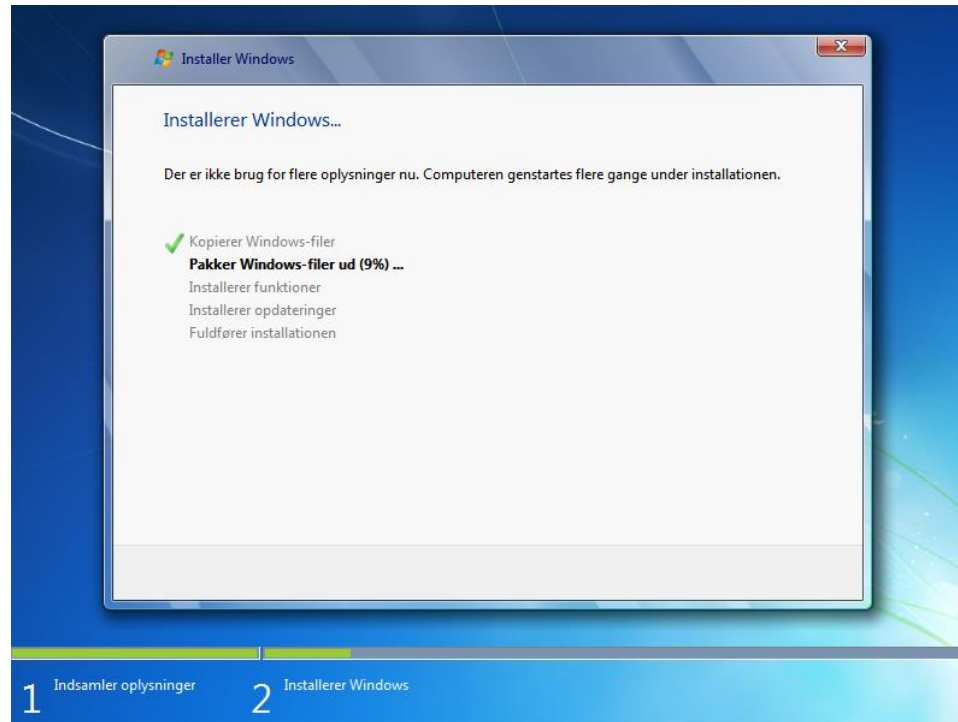 Installer Windows
Installerer Windows...
Der er ikke brug for flere oplysninger nu. Computeren genstartes flere gange under installationen.
Kopierer Windows-filer
Pakker Windows-filer ud (9%) ...
Installerer funktioner
Installerer opdateringer
Fuldfører installationen
1 Indsamler oplysninger 2 Installerer Windows